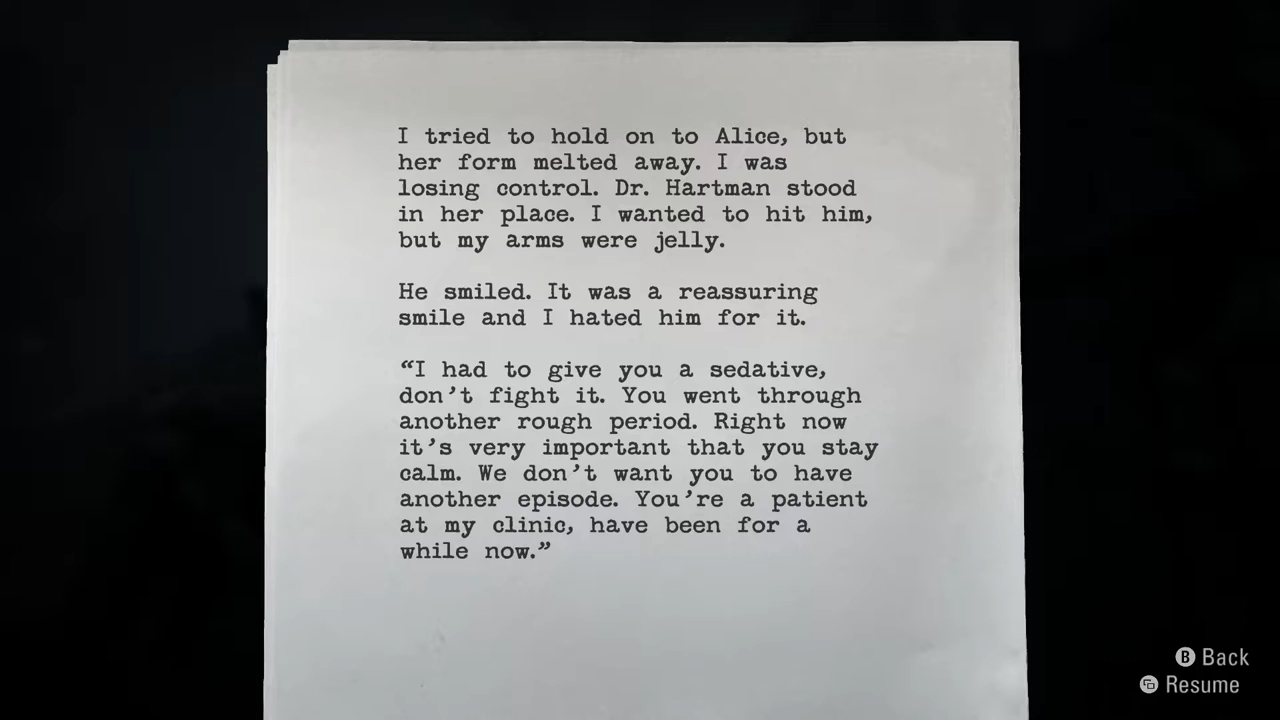 I tried to hold on to Alice, but
her form melted away. I was
losing control. Dr. Hartman stood
in her place. I wanted to hit him,
but my arms were jelly.
He smiled. It was a reassuring
smile and I hated him for it.
“I had to give you a sedative,
don’t fight it. You went through
another rough period. Right now
it’s very important that you stay
calm. We don’t want you to have
another episode. You’re a patient
at my clinic, have been for a
while now.”
B Back
Resume